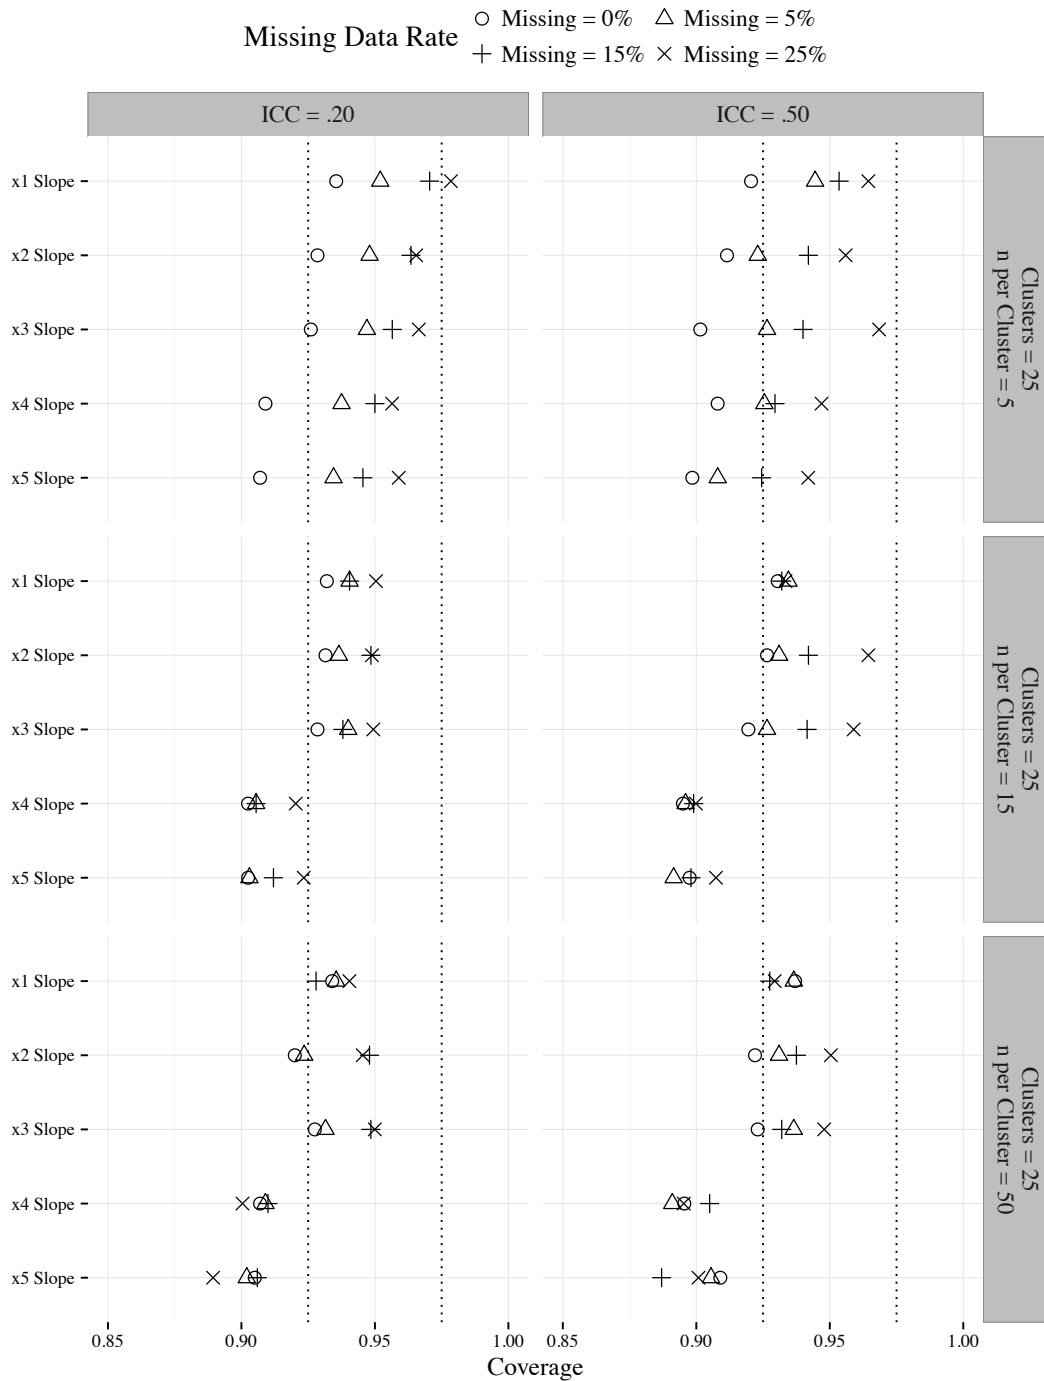 Missing Data Rate
Missing = 0%
Missing = 5%
Missing = 15%
Missing = 25%
ICC = .20
ICC = .50
x1 Slope
x2 Slope
x3 Slope
x4 Slope
x5 Slope
Clusters = 25
n per Cluster = 5
x1 Slope
x2 Slope
x3 Slope
x4 Slope
x5 Slope
Clusters = 25
n per Cluster = 15
x1 Slope
x2 Slope
x3 Slope
x4 Slope
x5 Slope
Clusters = 25
n per Cluster = 50
0.85 0.90 0.95 1.00 0.85 0.90 0.95 1.00
Coverage